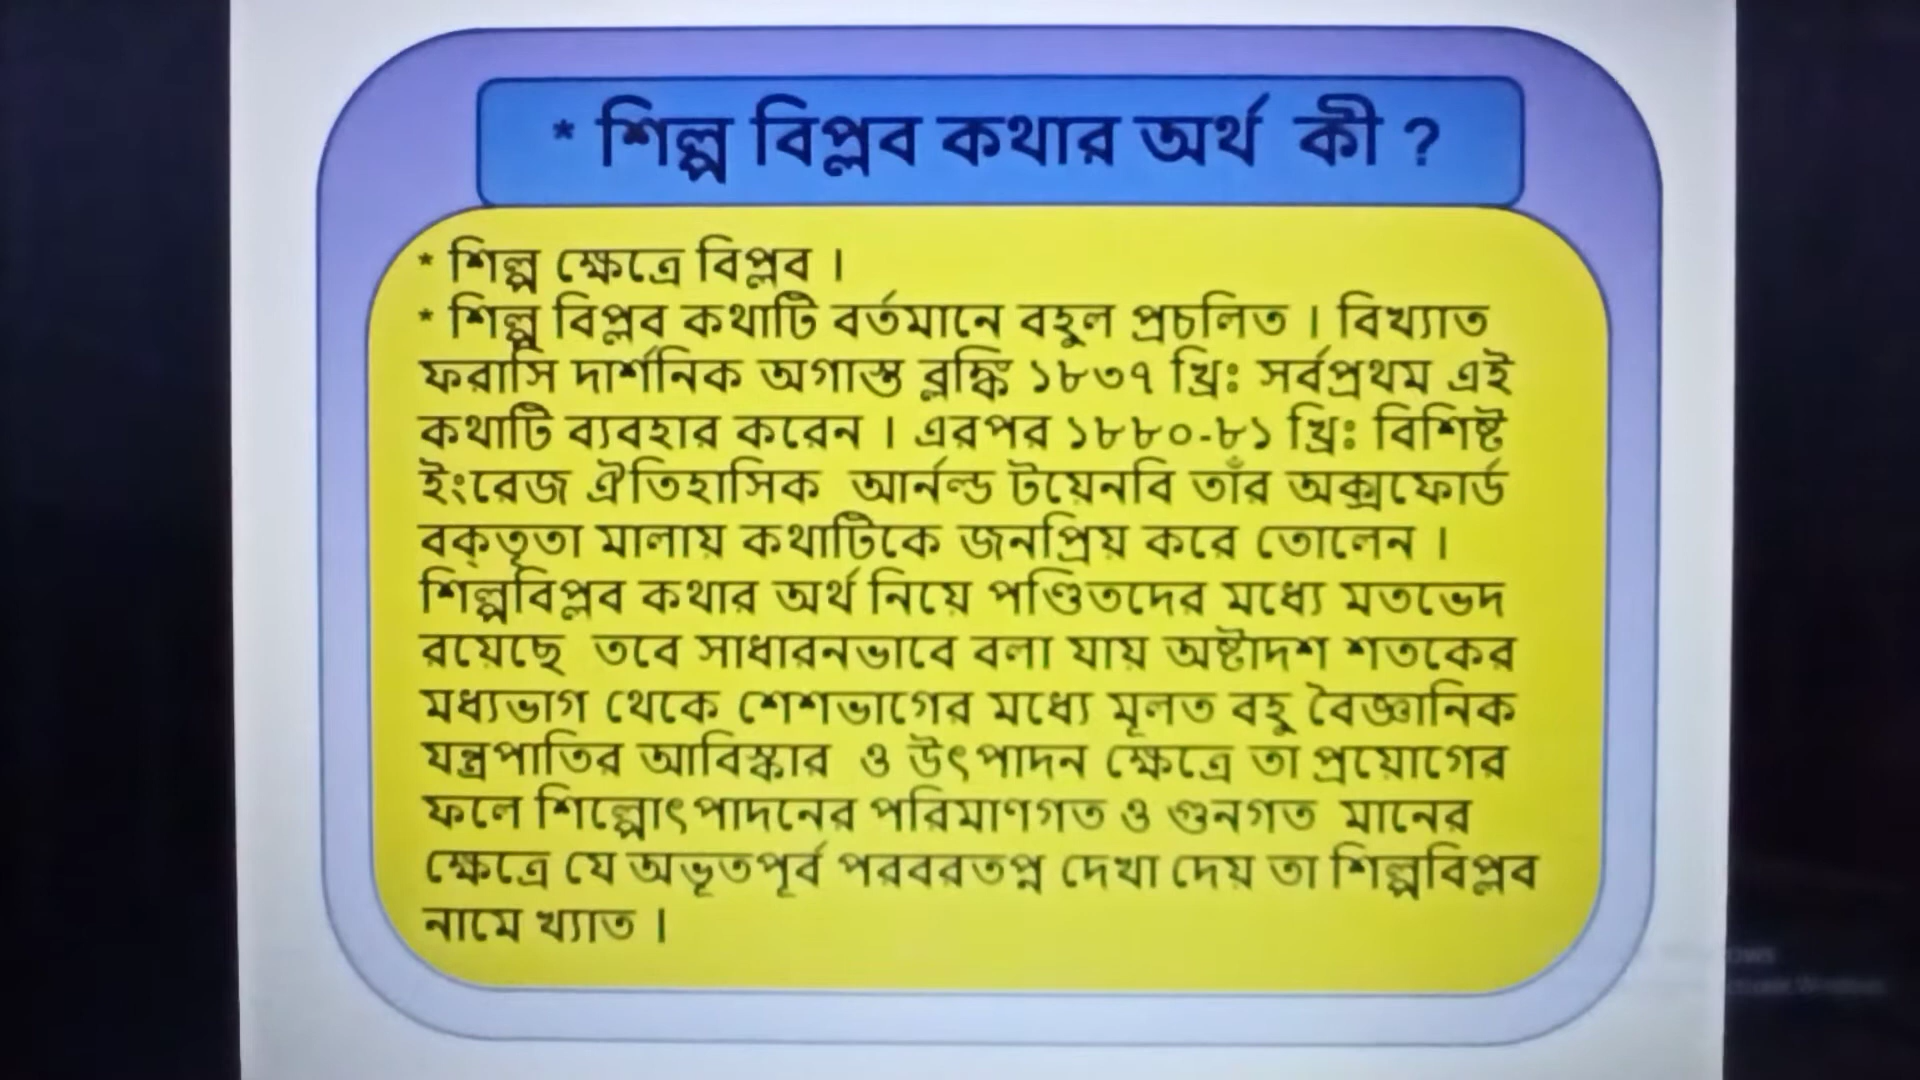 * শিল্প বিপ্লব কথার অর্থ কী ?
* শিল্প ক্ষেত্রে বিপ্লব ।
* শিল্প বিপ্লব কথাটি বর্তমানে বহুল প্রচলিত । বিখ্যাত
ফরাসি দার্শনিক অগাস্ত ব্লঙ্কি ১৮৩৭ খ্রিঃ সর্বপ্রথম এই
কথাটি ব্যবহার করেন । এরপর ১৮৮০-৮১ খ্রিঃ বিশিষ্ট
ইংরেজ ঐতিহাসিক আর্নল্ড টয়েনবি তাঁর অক্সফোর্ড
বক্তৃতা মালায় কথাটিকে জনপ্রিয় করে তোলেন ।
শিল্পবিপ্লব কথার অর্থ নিয়ে পণ্ডিতদের মধ্যে মতভেদ
রয়েছে তবে সাধারনভাবে বলা যায় অষ্টাদশ শতকের
মধ্যভাগ থেকে শেশভাগের মধ্যে মূলত বহু বৈজ্ঞানিক
যন্ত্রপাতির আবিস্কার ও উৎপাদন ক্ষেত্রে তা প্রয়োগের
ফলে শিল্পোৎপাদনের পরিমাণগত ও গুনগত মানের
ক্ষেত্রে যে অভূতপূর্ব পরবরতপ্ন দেখা দেয় তা শিল্পবিপ্লব
নামে খ্যাত ।